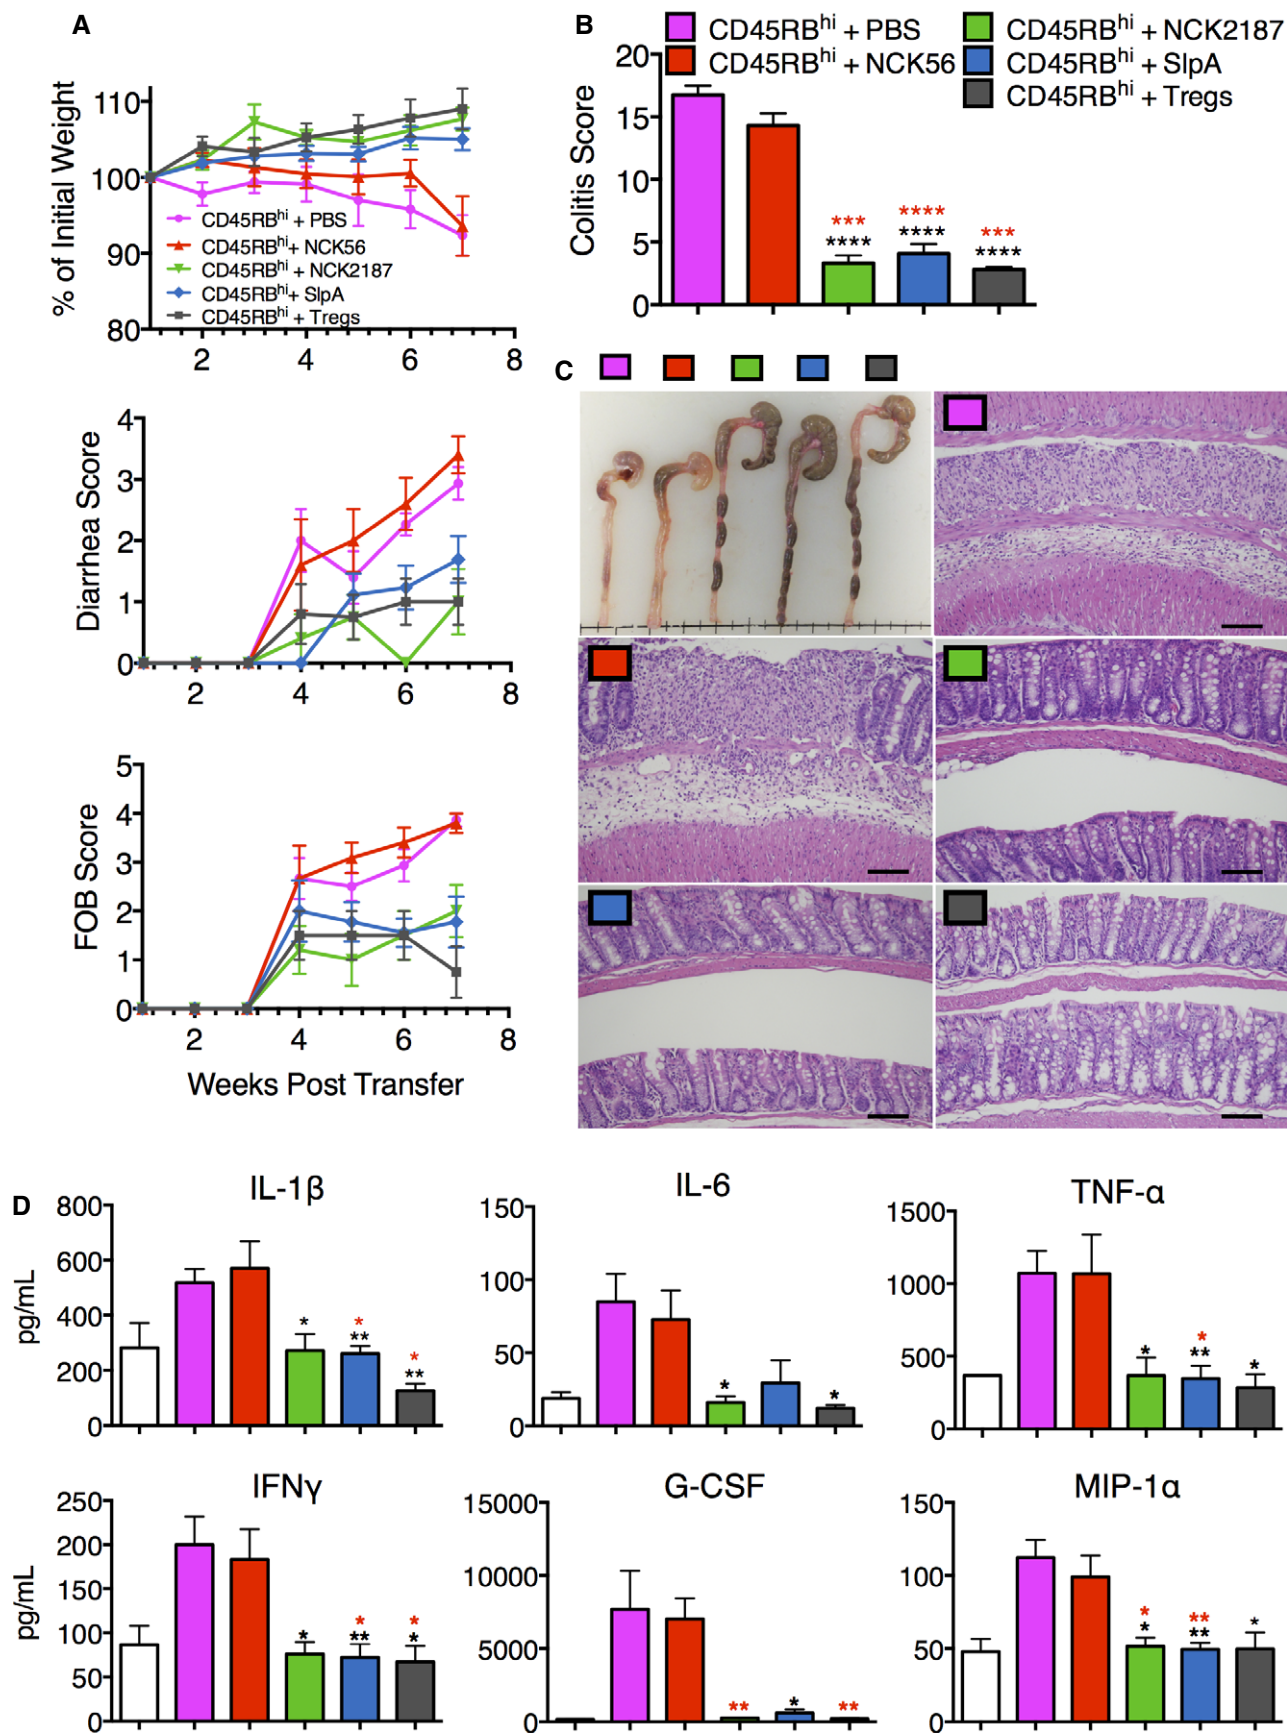 A
110
100
90
80
% of Initial Weight
CD45RBhi + PBS
CD45RBhi+ NCK56
CD45RBhi + NCK2187
CD45RBhi+ SlpA
CD45RBhi + Tregs
2 4 6 8
4
3
2
1
0
Diarrhea Score
2 4 6 8
5
4
3
2
1
0
FOB Score
2 4 6 8
Weeks Post Transfer
B
CD45RBhi + PBS
CD45RBhi + NCK56
CD45RBhi + NCK2187
CD45RBhi + SlpA
CD45RBhi + Tregs
20
15
10
5
0
Colitis Score
*** **** ***
**** **** ****
C
D
IL-1β
800
600
400
200
0
pg/mL
* *
* ** **
IL-6
150
100
50
0
* *
TNF-α
1500
1000
500
0
*
* ** *
IFNγ
250
200
150
100
50
0
pg/mL
* *
* ** *
G-CSF
15000
10000
5000
0
** * **
MIP-1α
150
100
50
0
* **
* ** *